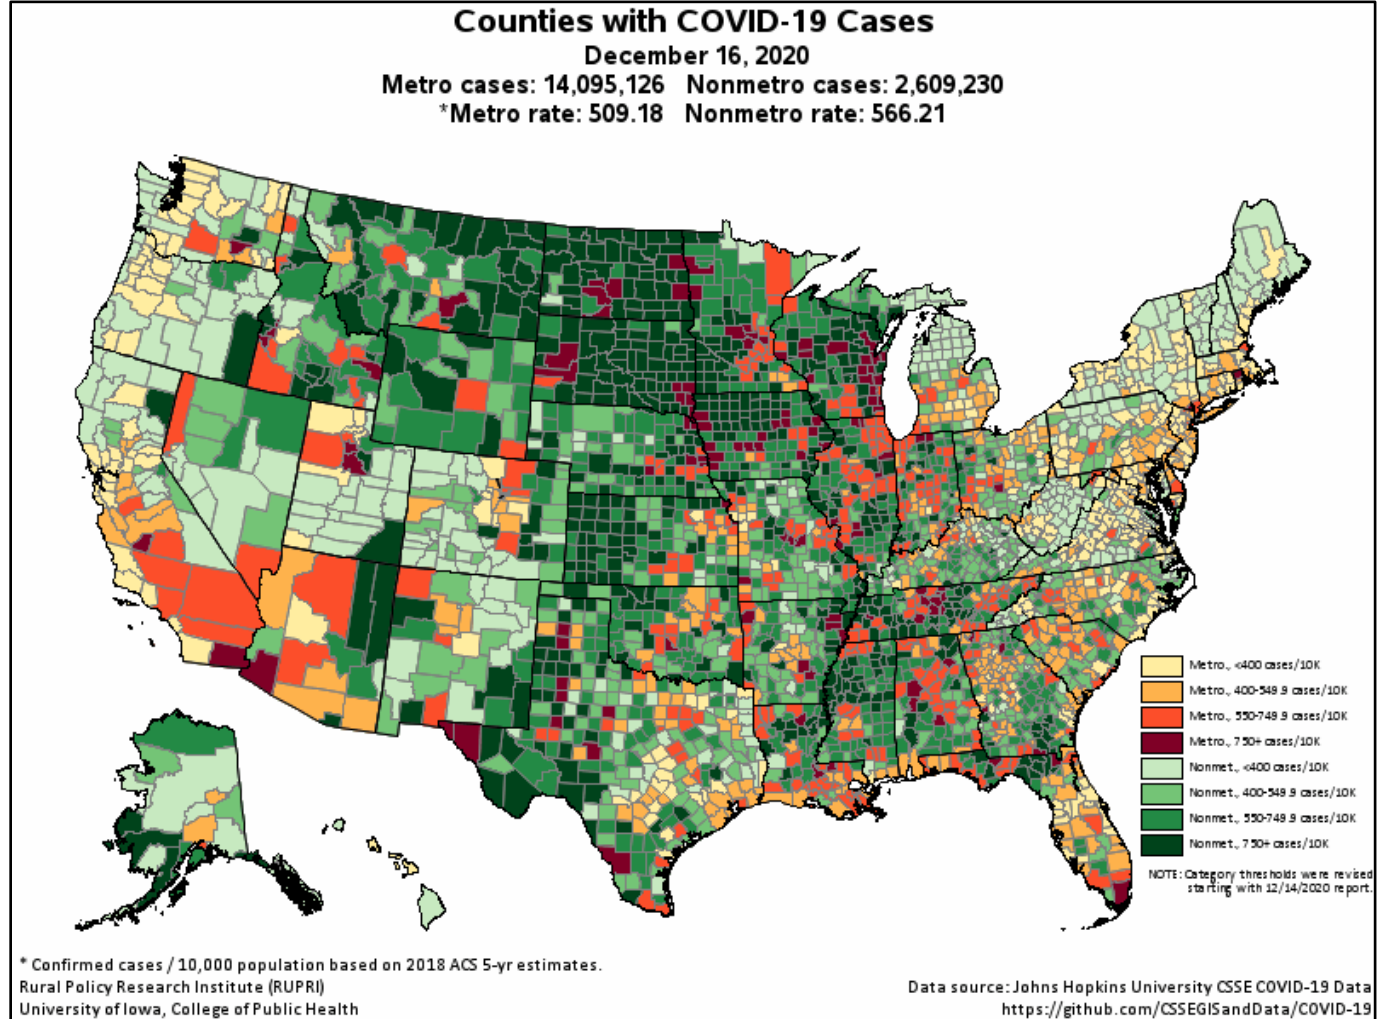 Counties with COVID-19 Cases
December 16, 2020
Metro cases: 14,095,126 Nonmetro cases: 2,609,230
*Metro rate: 509.18 Nonmetro rate: 566.21
Metro., <400 cases/10K
Metro., 400-549.9 cases/10K
Metro., 550-749.9 cases/10K
Metro., 750+ cases/10K
Nonmet., <400 cases/10K
Nonmet., 400-549.9 cases/10K
Nonmet., 550-749.9 cases/10K
Nonmet., 750+ cases/10K
NOTE: Category thresholds were revised
starting with 12/14/2020 report.
* Confirmed cases / 10,000 population based on 2018 ACS 5-yr estimates.
Rural Policy Research Institute (RUPRI)
University of Iowa, College of Public Health
Data source: Johns Hopkins University CSSE COVID-19 Data
https://github.com/CSSEGISandData/COVID-19